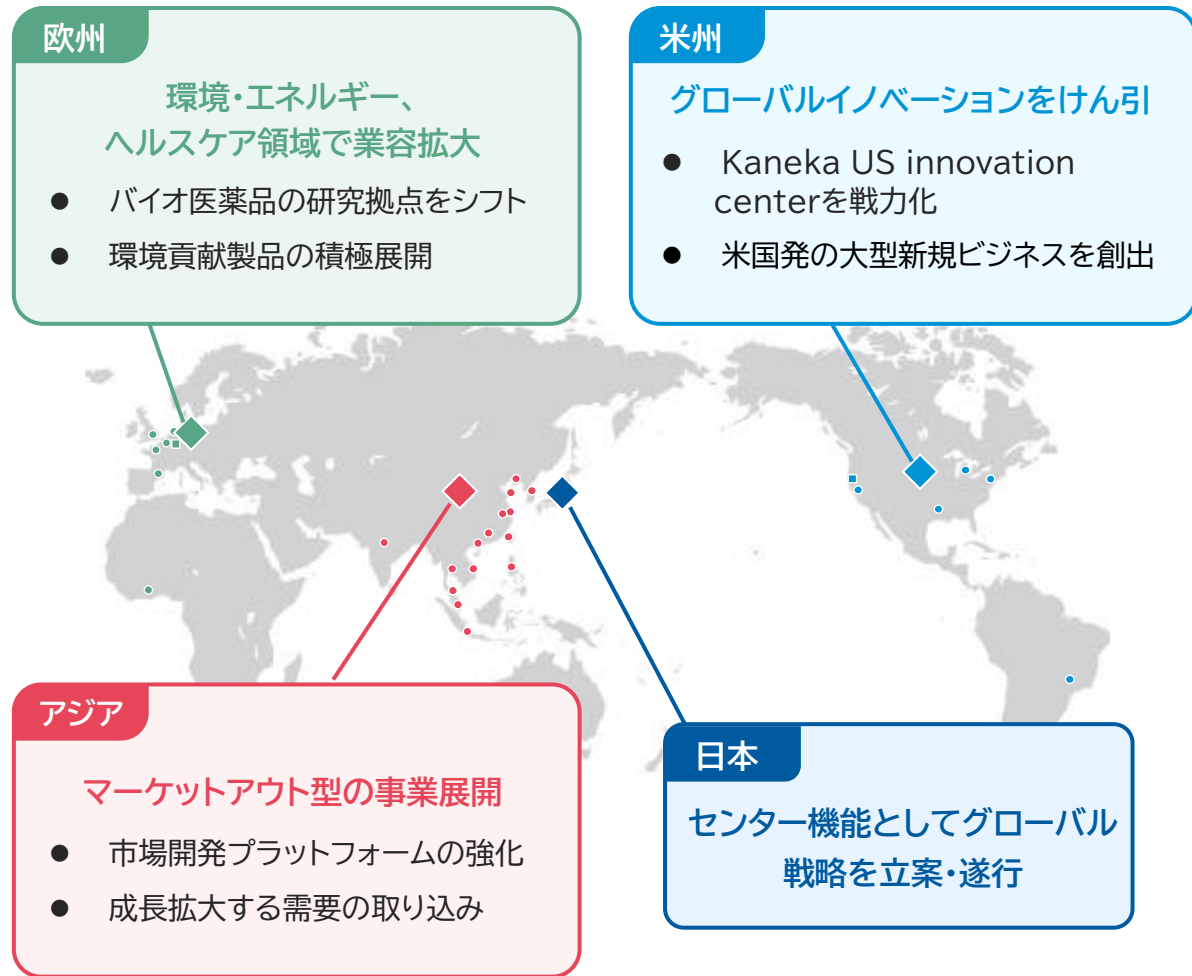 欧州
環境・エネルギー、
ヘルスケア領域で業容拡大
● バイオ医薬品の研究拠点をシフト
● 環境貢献製品の積極展開
米州
グローバルイノベーションをけん引
● Kaneka US innovation
centerを戦力化
● 米国発の大型新規ビジネスを創出
アジア
マーケットアウト型の事業展開
● 市場開発プラットフォームの強化
● 成長拡大する需要の取り込み
日本
センター機能としてグローバル
戦略を立案・遂行